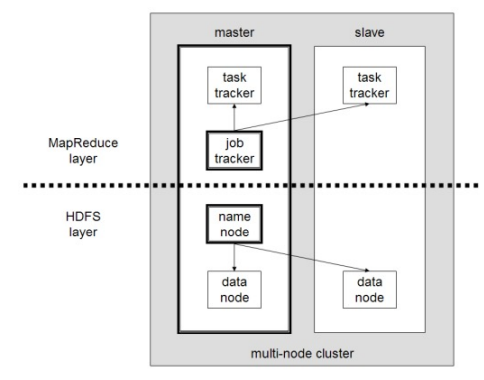 master
slave
task
tracker
task
tracker
MapReduce
layer
job
tracker
HDFS
layer
name
node
data
node
data
node
multi-node cluster